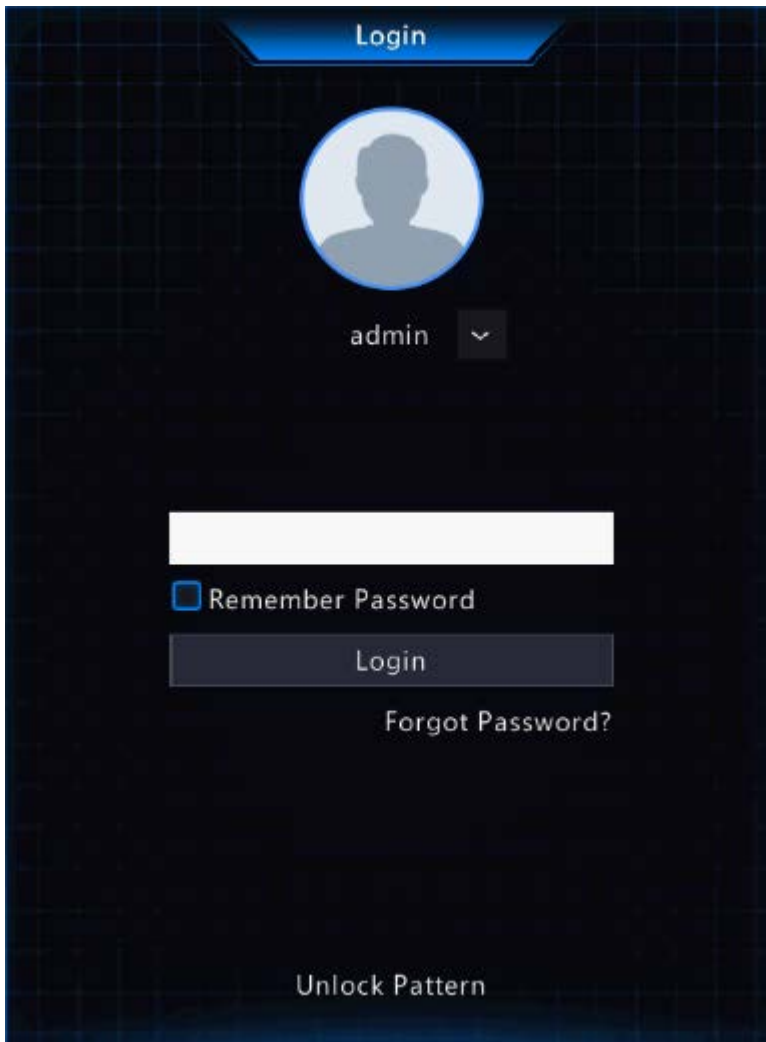 Login
admin
Remember Password
Login
Forgot Password?
Unlock Pattern